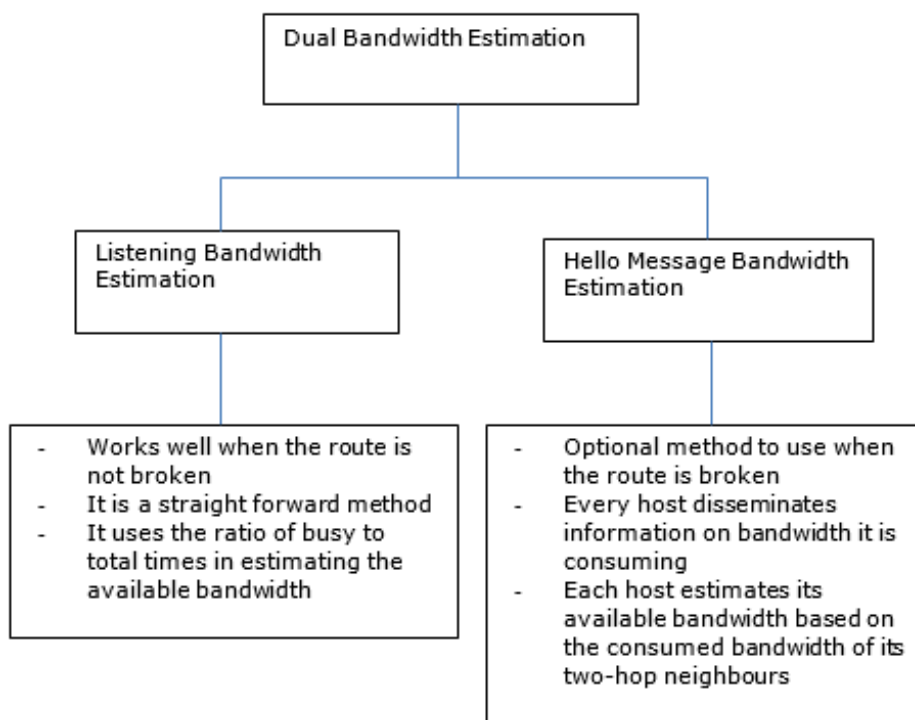 Dual Bandwidth Estimation
Listening Bandwidth
Estimation
Hello Message Bandwidth
Estimation
- Works well when the route is
not broken
- It is a straight forward method
- It uses the ratio of busy to
total times in estimating the
available bandwidth
- Optional method to use when
the route is broken
- Every host disseminates
information on bandwidth it is
consuming
- Each host estimates its
available bandwidth based on
the consumed bandwidth of its
two-hop neighbours